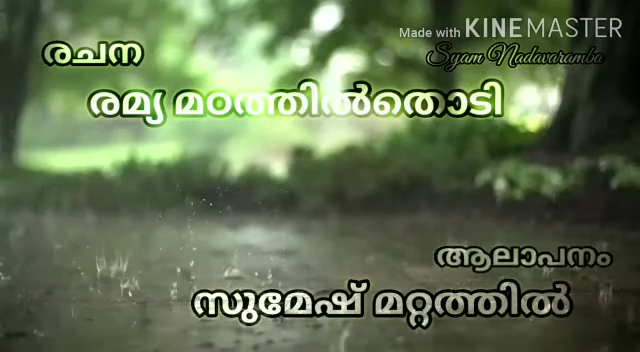 Made with KINEMASTER
Syam Nadavaramba
രചന
രമ്യ മഠത്തിൽതൊടി
ആലാപനം
സുമേഷ് മറ്റത്തിൽ